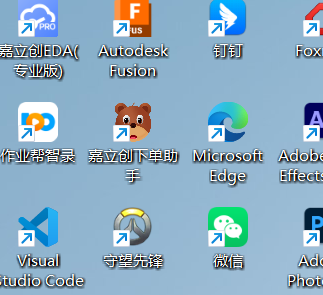 PRO
嘉立创EDA(
专业版)
F
US
Autodesk
Fusion
钉钉
Fox
作业帮智录
嘉立创下单助
手
Microsoft
Edge
A
Adobe
Effects
Visual
Studio Code
守望先锋
微信
P
Ado
Photo